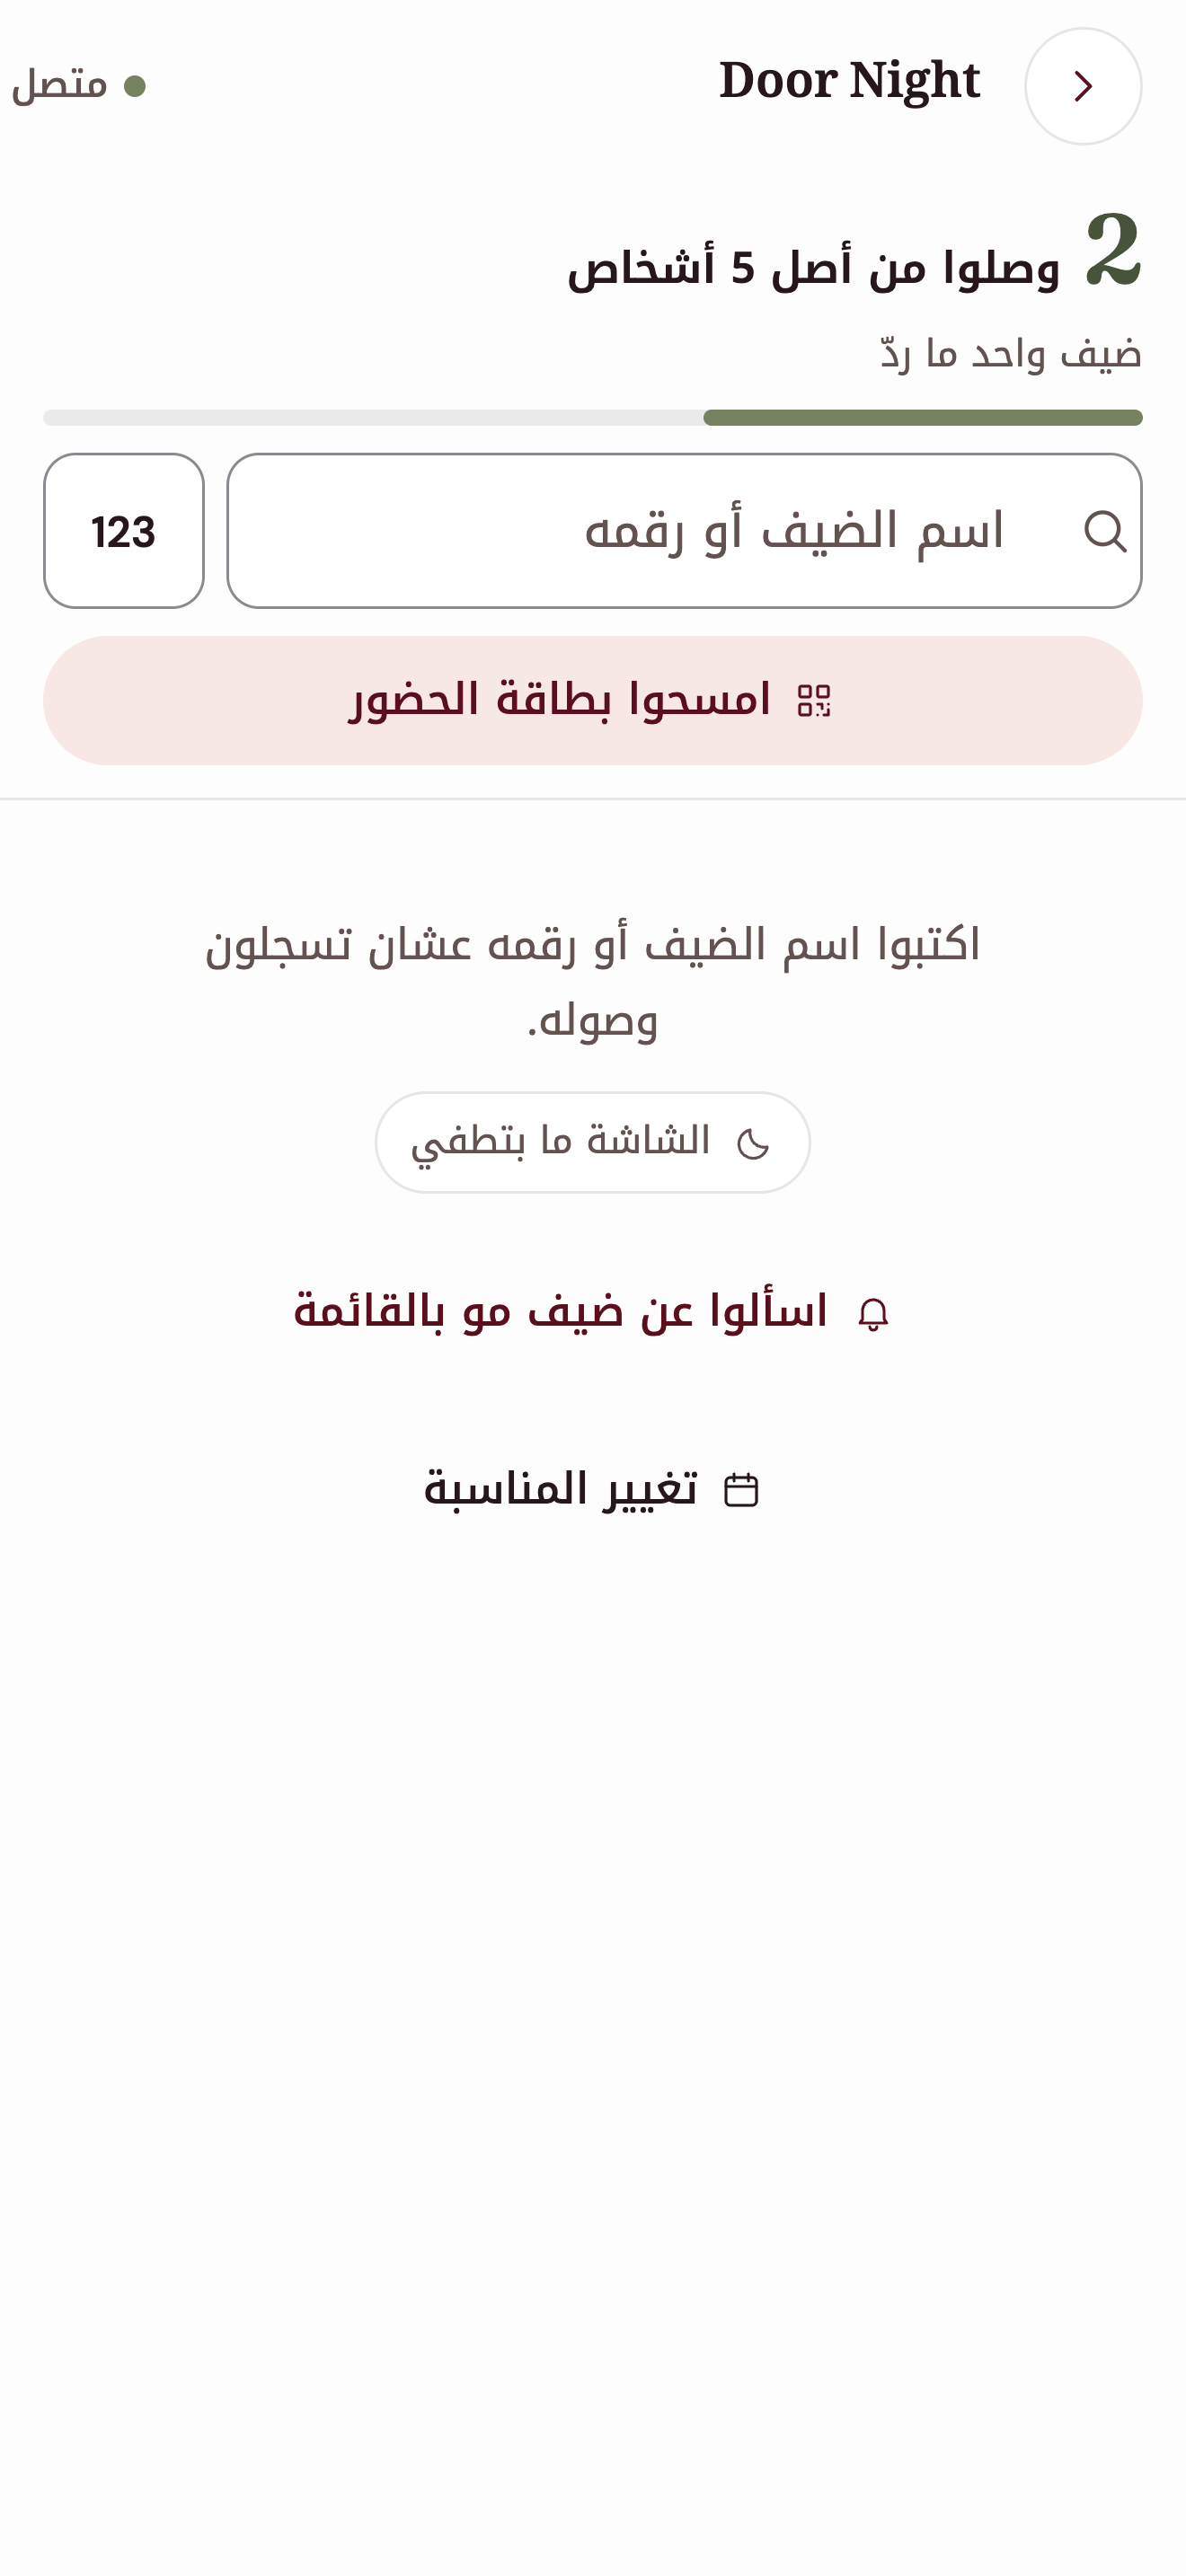 Door Night
متصل
2 وصلوا من أصل 5 أشخاص
ضيف واحد ما ردّ
اسم الضيف أو رقمه
123
امسحوا بطاقة الحضور
اكتبوا اسم الضيف أو رقمه عشان تسجلون
وصوله.
الشاشة ما بتطفي
اسألوا عن ضيف مو بالقائمة
تغيير المناسبة